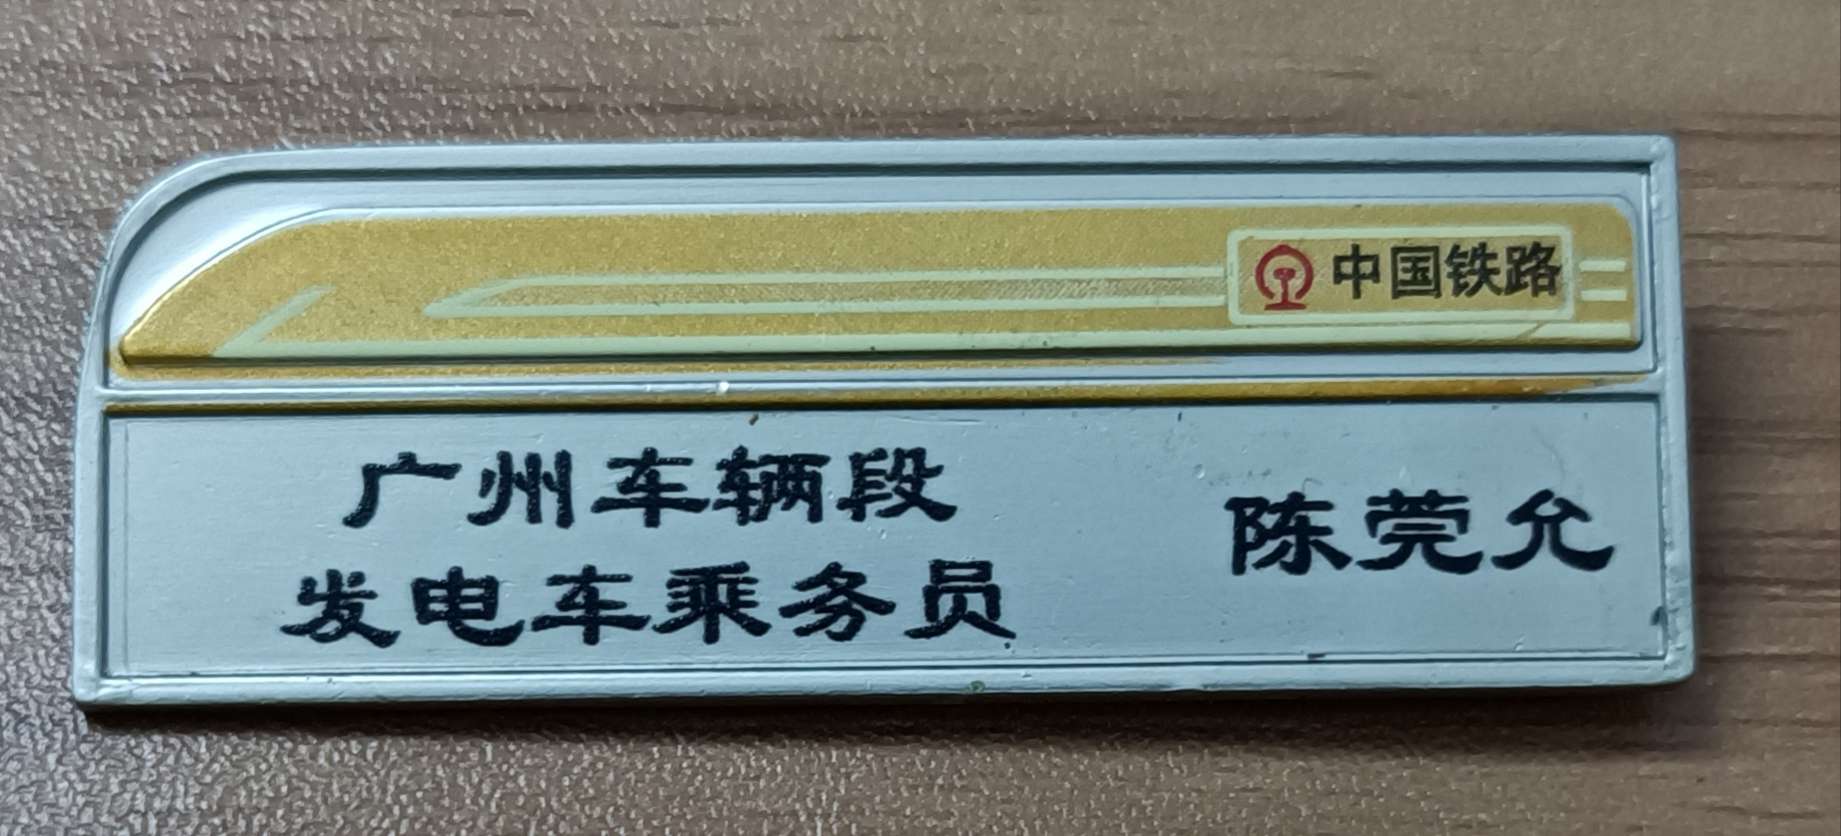 中国铁路
广州车辆段
发电车乘务员
陈莞允